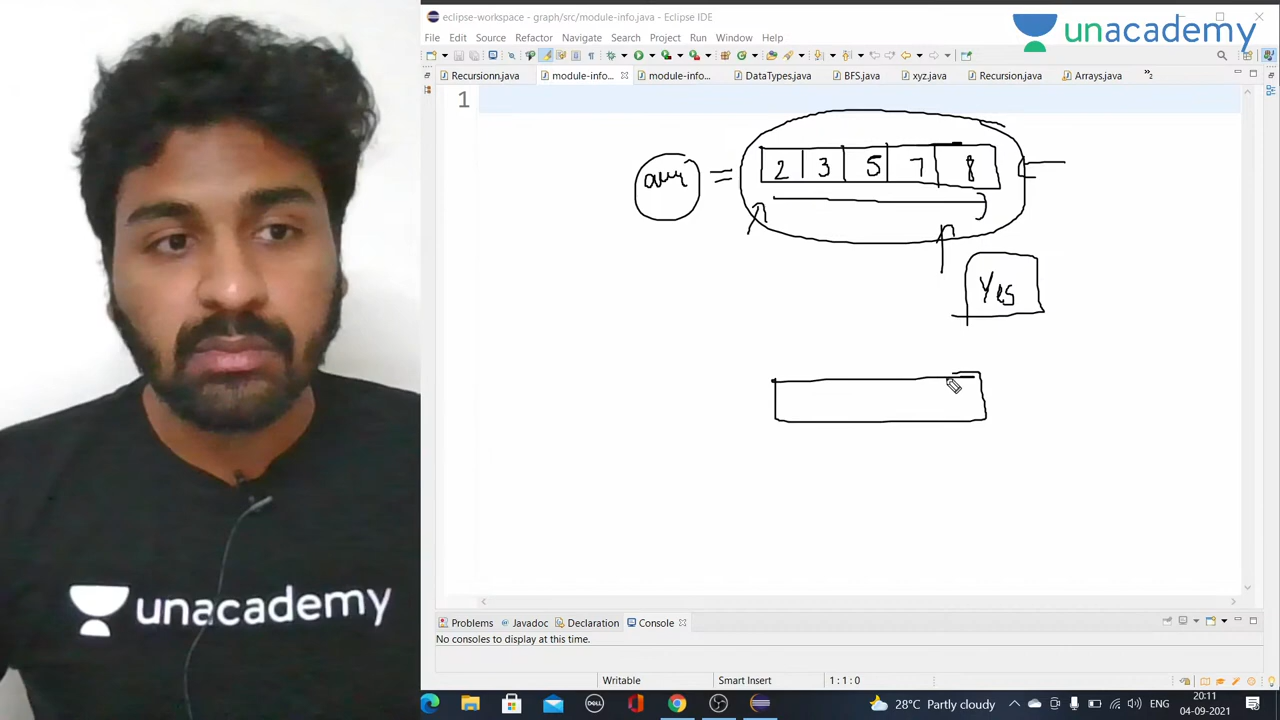 eclipse-workspace - graph/src/module-info.java - Eclipse IDE
unacademy
File Edit Source Refactor Navigate Search Project Run Window Help
Recursionn.java module-info... module-info... DataTypes.java BFS.java xyz.java Recursion.java Arrays.java »2
1
arr = 2 3 5 7 8
Yes
unacademy
Problems Javadoc Declaration Console
No consoles to display at this time.
Writable Smart Insert 1 : 1 : 0
DELL 28°C Partly cloudy ENG 20:11
04-09-2021